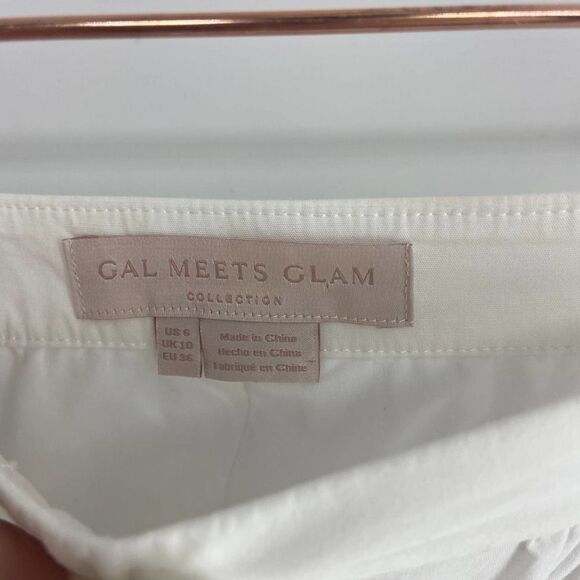 GAL MEETS GLAM
COLLECTION
US 6
UK 10
EU 36
Made in China
Hecho en China
Fabriqué en Chine